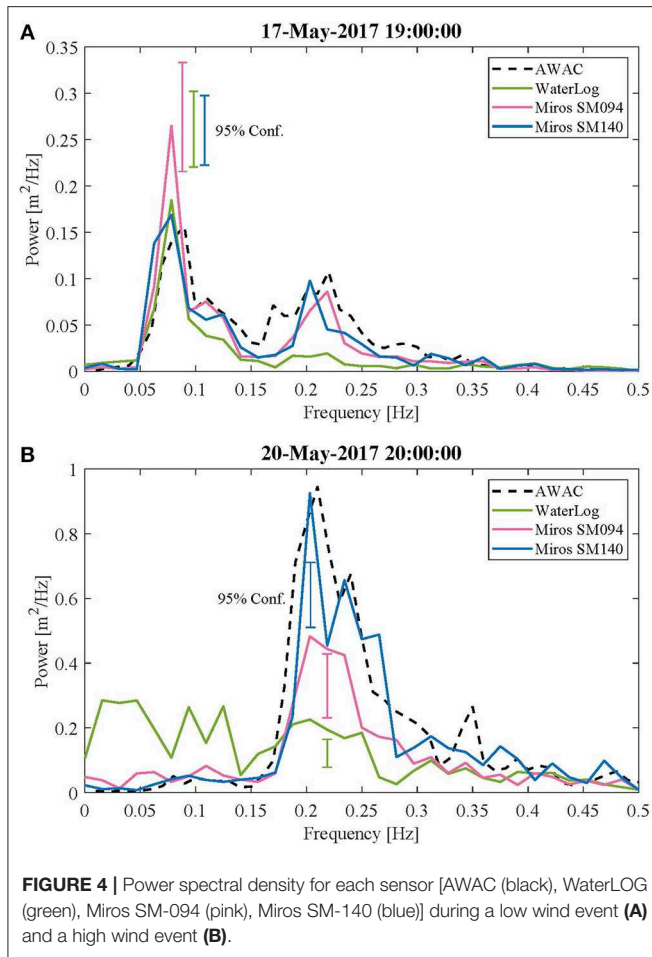 A
17-May-2017 19:00:00
0.35
0.3
0.25
0.2
0.15
0.1
0.05
0
Power [m²/Hz]
95% Conf.
AWAC
WaterLog
Miros SM094
Miros SM140
0 0.05 0.1 0.15 0.2 0.25 0.3 0.35 0.4 0.45 0.5
Frequency [Hz]
B
20-May-2017 20:00:00
1
0.8
0.6
0.4
0.2
0
Power [m²/Hz]
95% Conf.
AWAC
WaterLog
Miros SM094
Miros SM140
0 0.05 0.1 0.15 0.2 0.25 0.3 0.35 0.4 0.45 0.5
Frequency [Hz]
FIGURE 4 | Power spectral density for each sensor [AWAC (black), WaterLOG
(green), Miros SM-094 (pink), Miros SM-140 (blue)] during a low wind event (A)
and a high wind event (B).